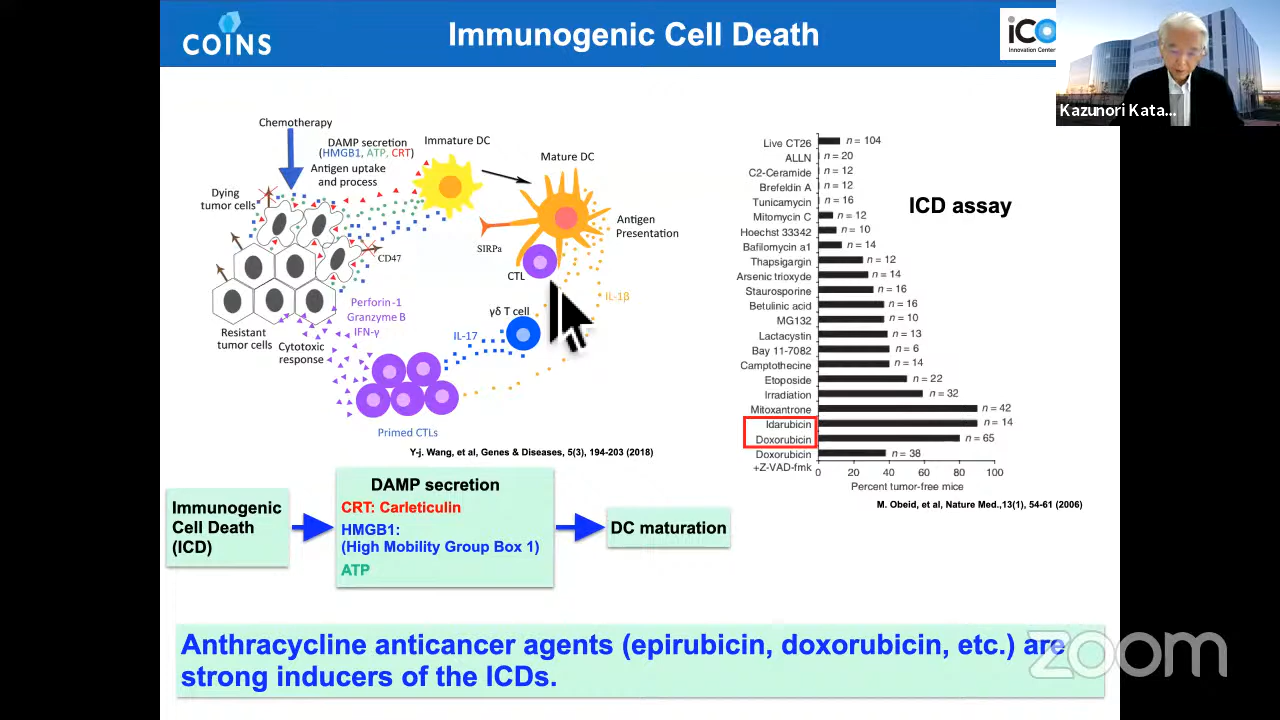 COINS
Immunogenic Cell Death
iCO
Innovation Center
Kazunori Kata...
Chemotherapy
DAMP secretion
(HMGB1, ATP, CRT)
Antigen uptake
and process
Immature DC
Mature DC
Dying
tumor cells
Antigen
Presentation
SIRPa
CD47
CTL
IL-1β
Perforin-1
Granzyme B
IFN-γ
γδ T cell
IL-17
Resistant
tumor cells
Cytotoxic
response
Primed CTLs
Y-j. Wang, et al, Genes & Diseases, 5(3), 194-203 (2018)
ICD assay
Live CT26 n = 104
ALLN n = 20
C2-Ceramide n = 12
Brefeldin A n = 12
Tunicamycin n = 16
Mitomycin C n = 12
Hoechst 33342 n = 10
Bafilomycin a1 n = 14
Thapsigargin n = 12
Arsenic trioxyde n = 14
Staurosporine n = 16
Betulinic acid n = 16
MG132 n = 10
Lactacystin n = 13
Bay 11-7082 n = 6
Camptothecine n = 14
Etoposide n = 22
Irradiation n = 32
Mitoxantrone n = 42
Idarubicin n = 14
Doxorubicin n = 65
Doxorubicin n = 38
+Z-VAD-fmk
0 20 40 60 80 100
Percent tumor-free mice
M. Obeid, et al, Nature Med.,13(1), 54-61 (2006)
Immunogenic
Cell Death
(ICD)
DAMP secretion
CRT: Carleticulin
HMGB1:
(High Mobility Group Box 1)
ATP
DC maturation
Anthracycline anticancer agents (epirubicin, doxorubicin, etc.) are
strong inducers of the ICDs.
zoom